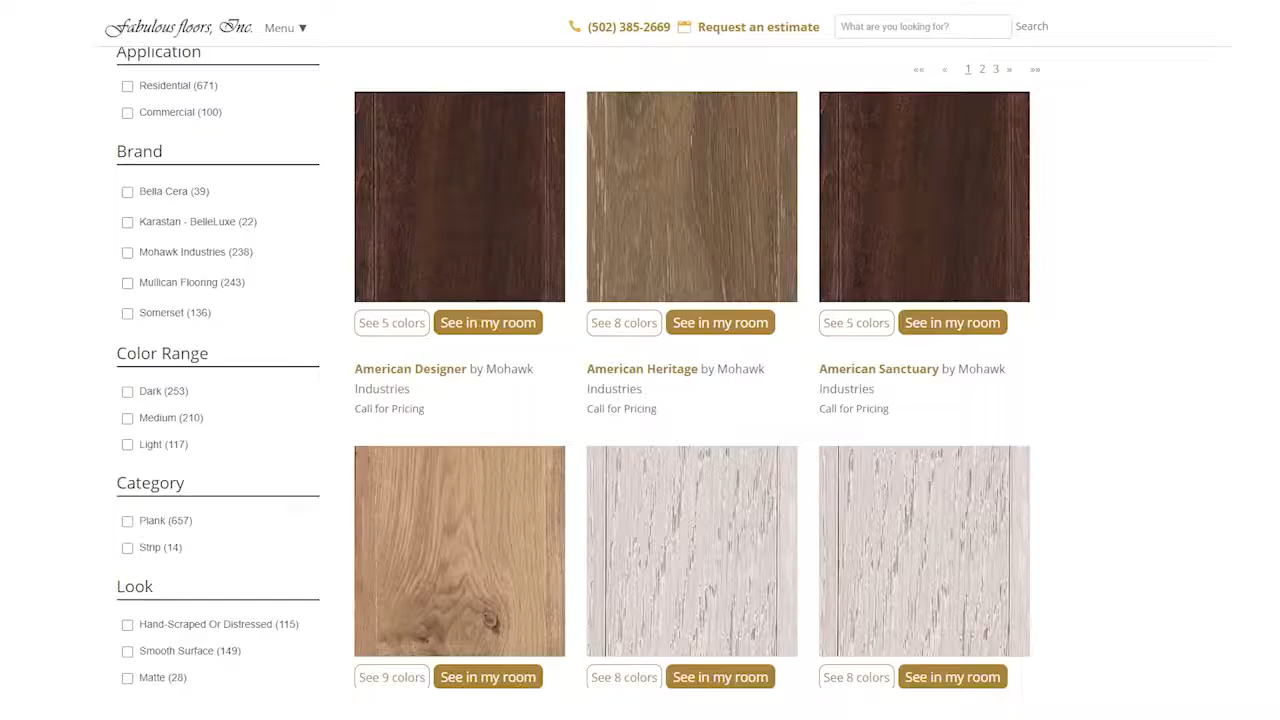 Fabulous floors, Inc. Menu ▼ (502) 385-2669 Request an estimate What are you looking for? Search
Application
Residential (671)
Commercial (100)
Brand
Bella Cera (39)
Karastan - BelleLuxe (22)
Mohawk Industries (238)
Mullican Flooring (243)
Somerset (136)
Color Range
Dark (253)
Medium (210)
Light (117)
Category
Plank (657)
Strip (14)
Look
Hand-Scraped Or Distressed (115)
Smooth Surface (149)
Matte (28)
«« « 1 2 3 » »»
See 5 colors See in my room
American Designer by Mohawk
Industries
Call for Pricing
See 8 colors See in my room
American Heritage by Mohawk
Industries
Call for Pricing
See 5 colors See in my room
American Sanctuary by Mohawk
Industries
Call for Pricing
See 9 colors See in my room
See 8 colors See in my room
See 8 colors See in my room